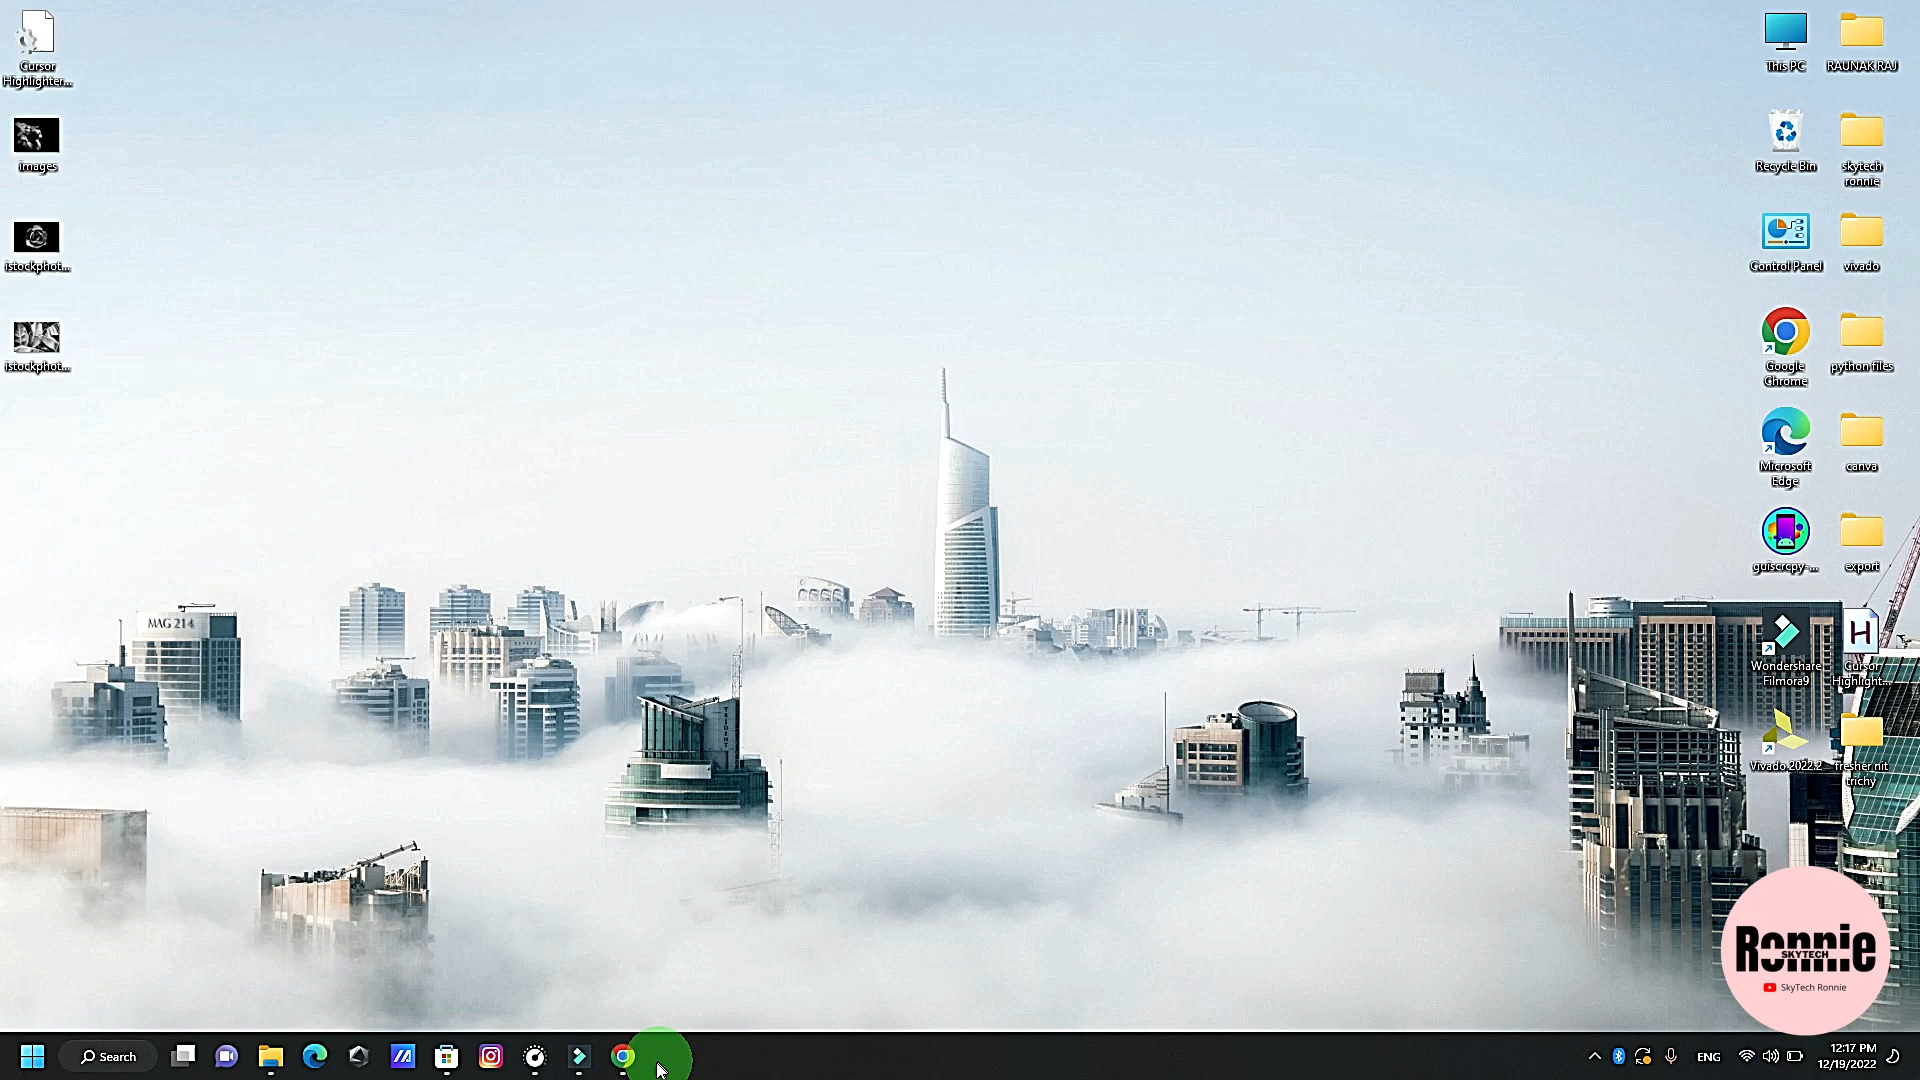 Cursor
Highlighter...
images
istockphot...
istockphot...
This PC
RAUNAK RAJ
Recycle Bin
skytech
ronnie
Control Panel
vivado
Google
Chrome
python files
Microsoft
Edge
canva
guiscrcpy-...
export
Wondershare
Filmora9
Cursor
Highlight...
Vivado 2022.2
fresher nit
trichy
MAG 214
TRIDENT
H
Ronnie
SKYTECH
SkyTech Ronnie
Search
ENG
12:17 PM
12/19/2022